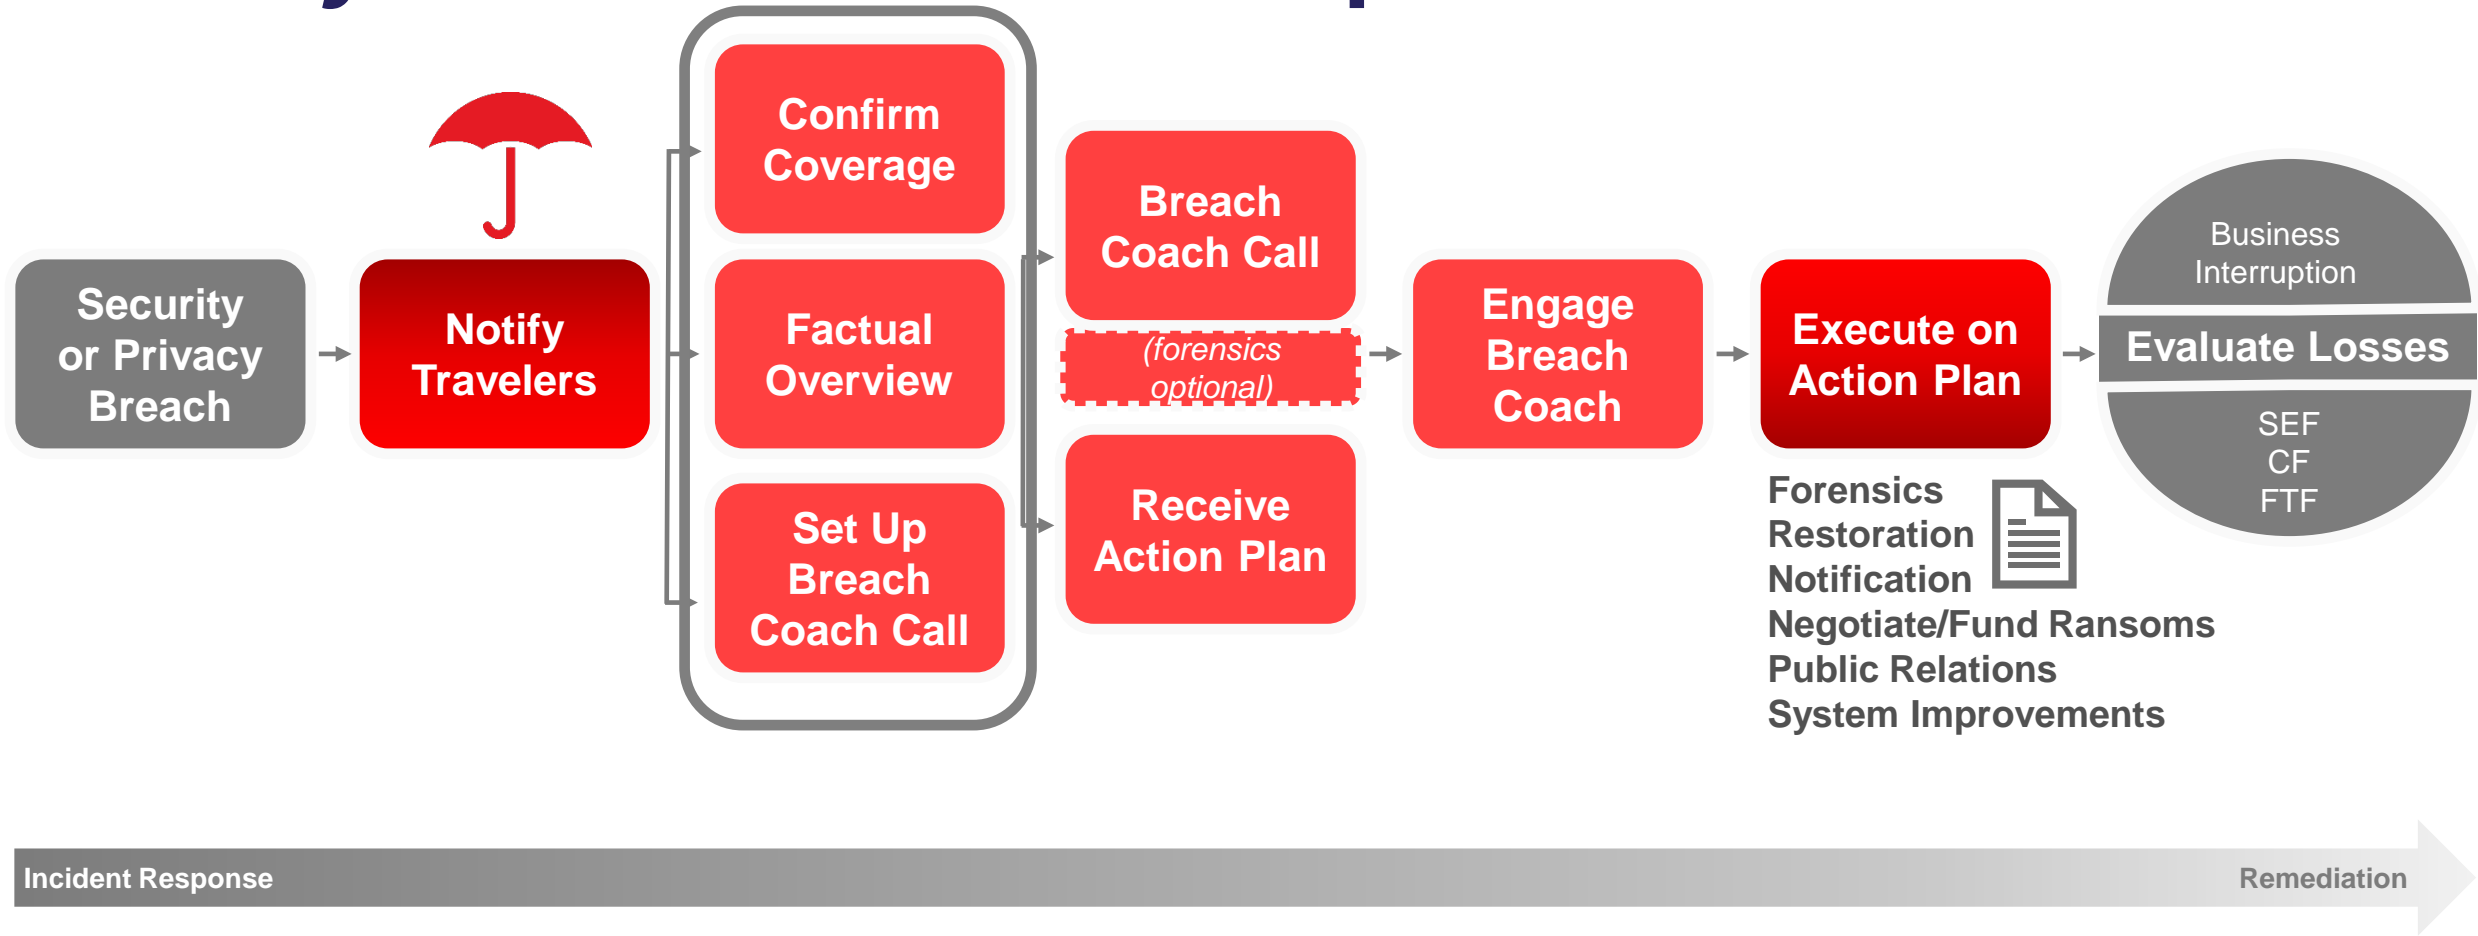 Security
or Privacy
Breach
Notify
Travelers
Confirm
Coverage
Factual
Overview
Set Up
Breach
Coach Call
Breach
Coach Call
(forensics
optional)
Receive
Action Plan
Engage
Breach
Coach
Execute on
Action Plan
Forensics
Restoration
Notification
Negotiate/Fund Ransoms
Public Relations
System Improvements
Business
Interruption
Evaluate Losses
SEF
CF
FTF
Incident Response
Remediation